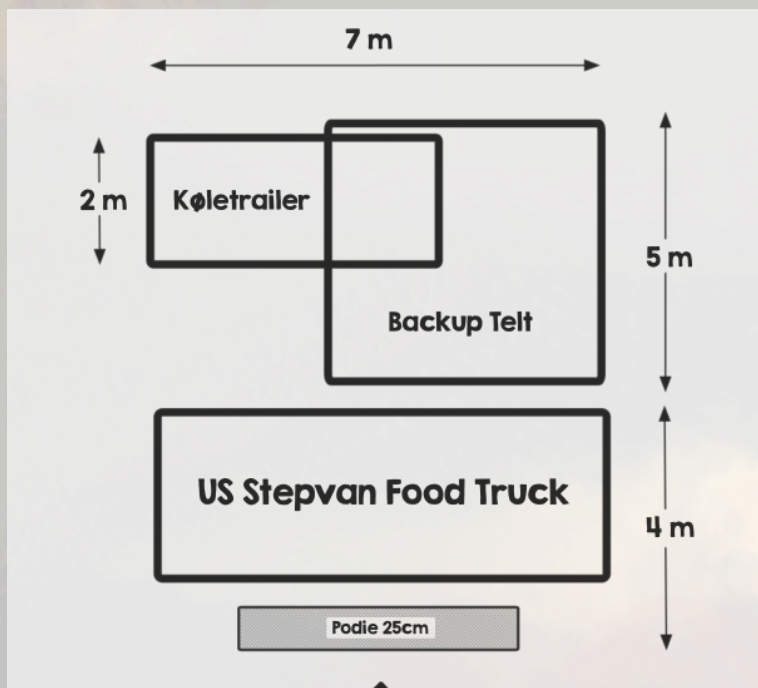 7 m
2 m
Køletrailer
5 m
Backup Telt
US Stepvan Food Truck
4 m
Podie 25cm